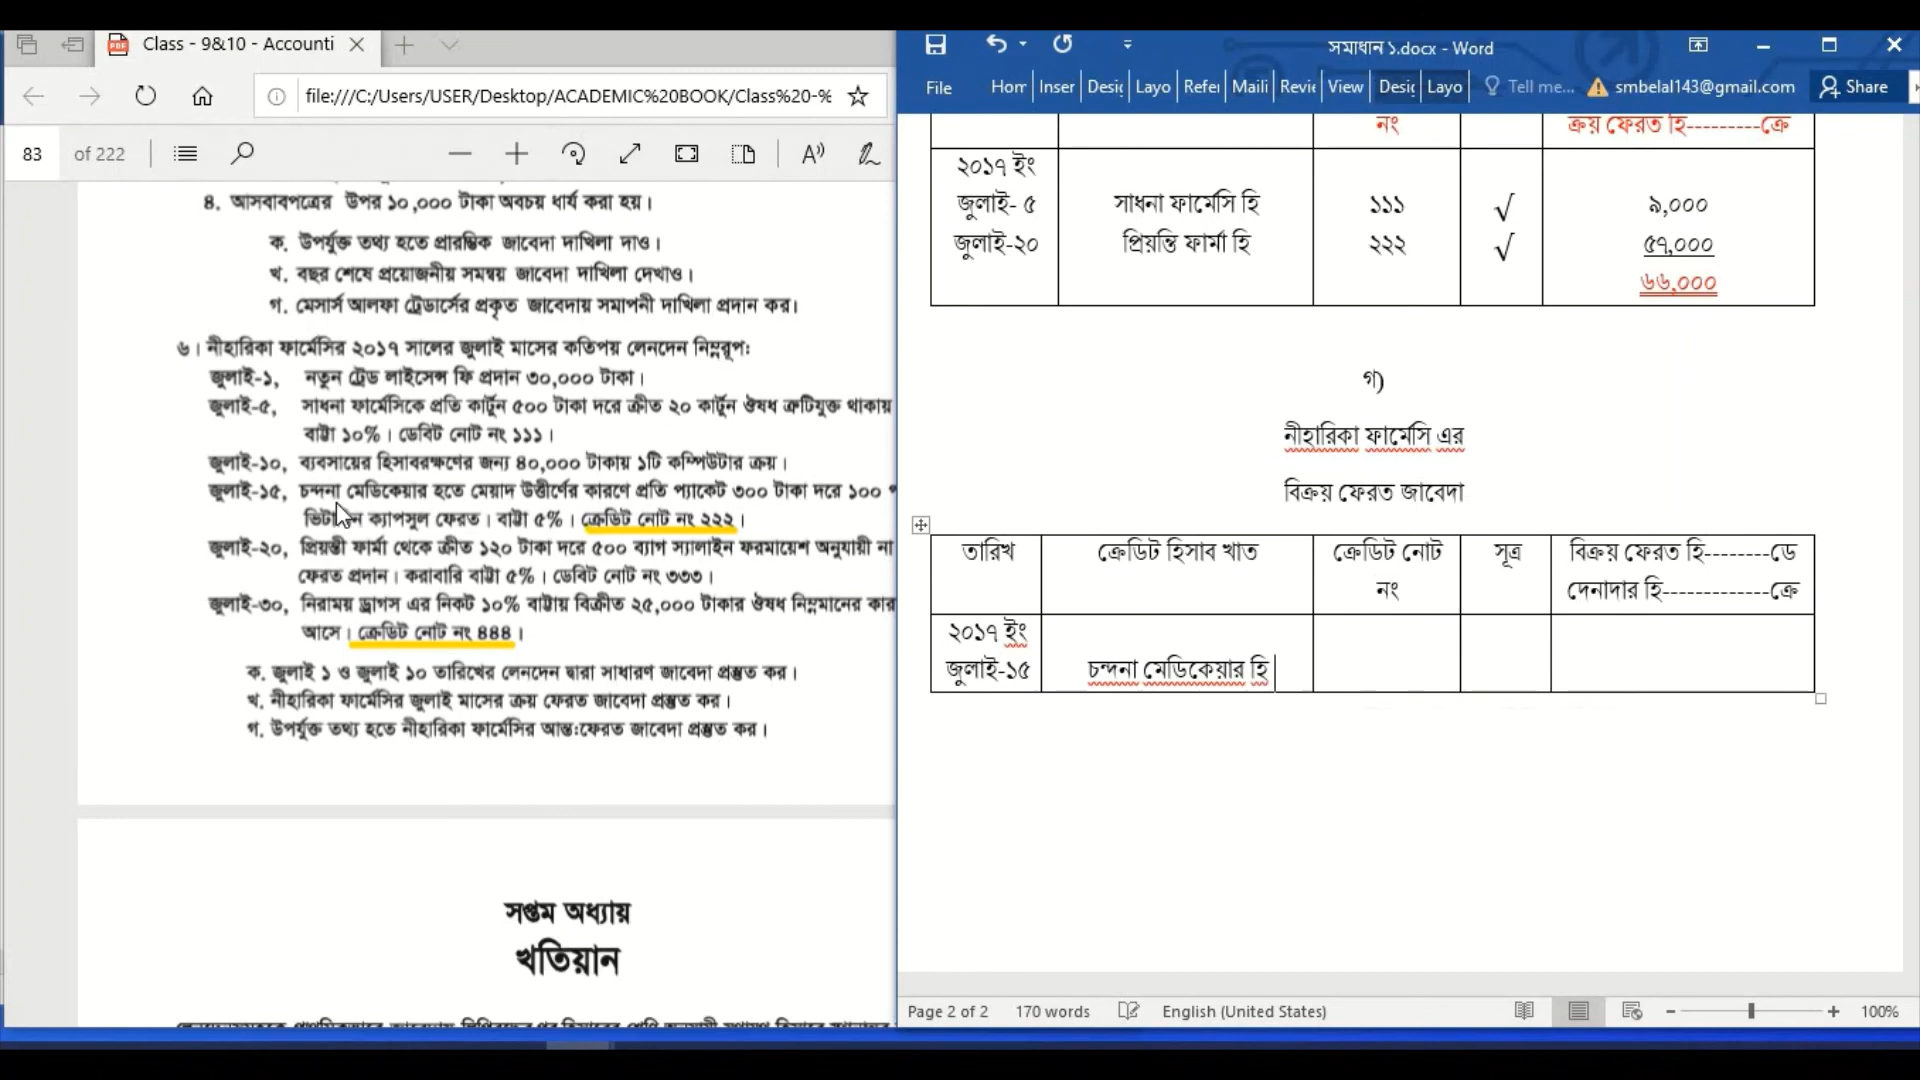 Class - 9&10 - Accounti
file:///C:/Users/USER/Desktop/ACADEMIC%20BOOK/Class%20-%
83 of 222
৪. আসবাবপত্রের উপর ১০,০০০ টাকা অবচয় ধার্য করা হয়।
ক. উপর্যুক্ত তথ্য হতে প্রারম্ভিক জাবেদা দাখিলা দাও।
খ. বছর শেষে প্রয়োজনীয় সমন্বয় জাবেদা দাখিলা দেখাও।
গ. মেসার্স আলফা ট্রেডার্সের প্রকৃত জাবেদায় সমাপনী দাখিলা প্রদান কর।
৬। নীহারিকা ফার্মেসির ২০১৭ সালের জুলাই মাসের কতিপয় লেনদেন নিম্নরূপঃ
জুলাই-১, নতুন ট্রেড লাইসেন্স ফি প্রদান ৩০,০০০ টাকা।
জুলাই-৫, সাধনা ফার্মেসিকে প্রতি কার্টুন ৫০০ টাকা দরে ক্রীত ২০ কার্টুন ঔষধ ত্রুটিযুক্ত থাকায়
বাট্টা ১০%। ডেবিট নোট নং ১১১।
জুলাই-১০, ব্যবসায়ের হিসাবরক্ষণের জন্য ৪০,০০০ টাকায় ১টি কম্পিউটার ক্রয়।
জুলাই-১৫, চন্দনা মেডিকেয়ার হতে মেয়াদ উত্তীর্ণের কারণে প্রতি প্যাকেট ৩০০ টাকা দরে ১০০
ক্যাপসুল ফেরত। বাট্টা ৫%। ক্রেডিট নোট নং ২২২।
জুলাই-২০, প্রিয়ন্তী ফার্মা থেকে ক্রীত ১২০ টাকা দরে ৫০০ ব্যাগ স্যালাইন ফরমায়েশ অনুযায়ী না
ফেরত প্রদান। কারাবারি বাট্টা ৫%। ডেবিট নোট নং ৩৩৩।
জুলাই-৩০, নিরাময় ড্রাগস এর নিকট ১০% বাট্টায় বিক্রীত ২৫,০০০ টাকার ঔষধ নিম্নমানের কার
আসে। ক্রেডিট নোট নং ৪৪৪।
ক. জুলাই ১ ও জুলাই ১০ তারিখের লেনদেন দ্বারা সাধারণ জাবেদা প্রস্তুত কর।
খ. নীহারিকা ফার্মেসির জুলাই মাসের ক্রয় ফেরত জাবেদা প্রস্তুত কর।
গ. উপর্যুক্ত তথ্য হতে নীহারিকা ফার্মেসির আন্তঃফেরত জাবেদা প্রস্তুত কর।
সপ্তম অধ্যায়
খতিয়ান
সমাধান ১.docx - Word
File Hom Inser Desig Layo Refer Maili Revie View Desig Layo Tell me... smbelal143@gmail.com Share
নং ক্রয় ফেরত হি---------ক্রে
২০১৭ ইং
জুলাই- ৫ সাধনা ফার্মেসি হি ১১১ √ ৯,০০০
জুলাই-২০ প্রিয়ন্তি ফার্মা হি ২২২ √ ৫৭,০০০
৬৬,০০০
গ)
নীহারিকা ফার্মেসি এর
বিক্রয় ফেরত জাবেদা
তারিখ ক্রেডিট হিসাব খাত ক্রেডিট নোট সূত্র বিক্রয় ফেরত হি--------ডে
নং দেনাদার হি-------------ক্রে
২০১৭ ইং
জুলাই-১৫ চন্দনা মেডিকেয়ার হি
Page 2 of 2 170 words English (United States) 100%